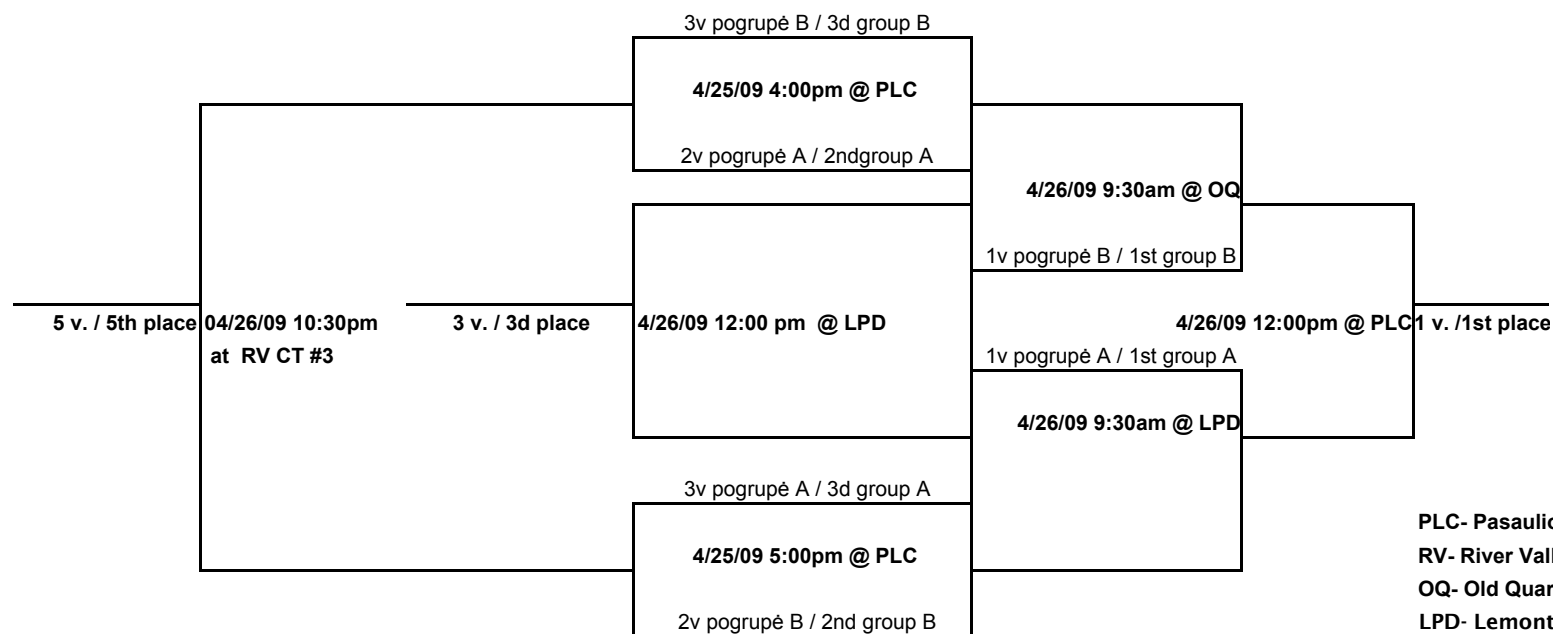 3v pogrupė B / 3d group B
4/25/09 4:00pm @ PLC
2v pogrupė A / 2ndgroup A
4/26/09 9:30am @ OQ
1v pogrupė B / 1st group B
5 v. / 5th place 04/26/09 10:30pm
at RV CT #3
3 v. / 3d place
4/26/09 12:00 pm @ LPD
4/26/09 12:00pm @ PLC 1 v. /1st place
1v pogrupė A / 1st group A
4/26/09 9:30am @ LPD
3v pogrupė A / 3d group A
4/25/09 5:00pm @ PLC
2v pogrupė B / 2nd group B
PLC- 
RV- River
OQ- Old
LPD- Lemont